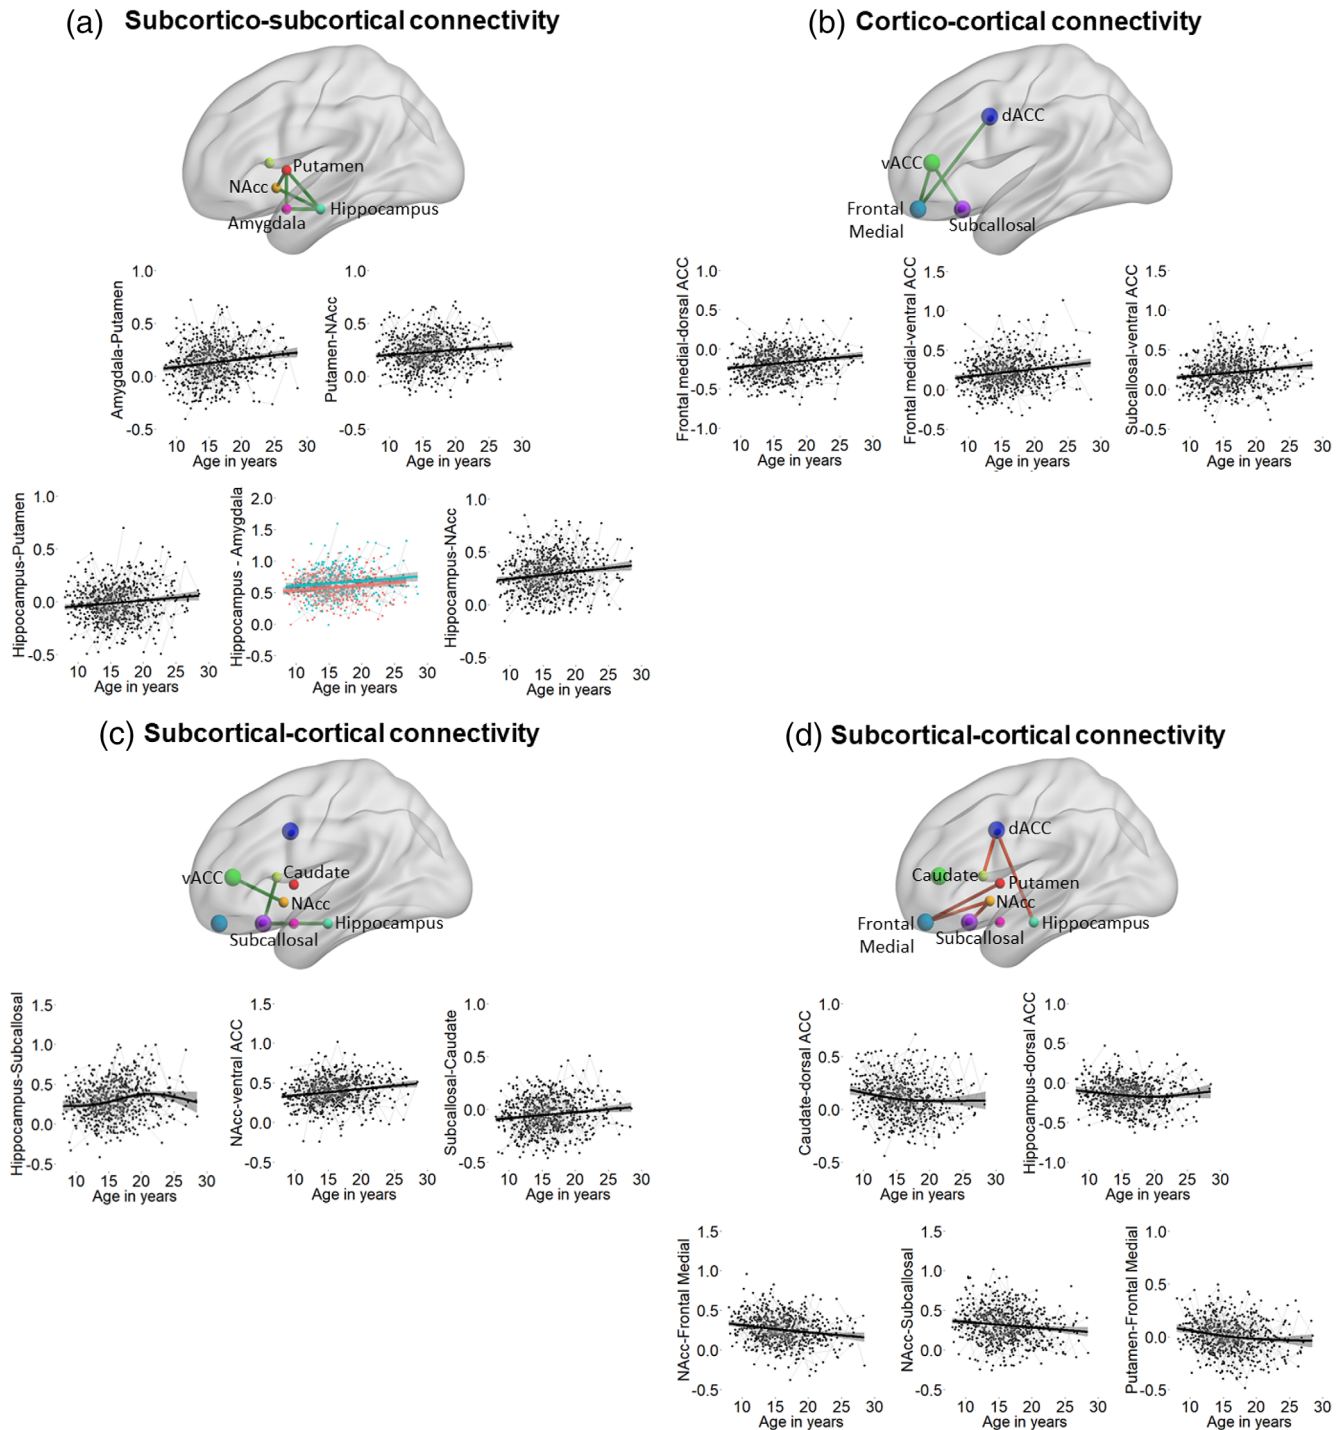 (a) Subcortico-subcortical connectivity
Putamen
NAcc
Hippocampus
Amygdala
Amygdala-Putamen
1.0
0.5
0.0
-0.5
10 15 20 25 30
Age in years
Putamen-NAcc
1.0
0.5
0.0
-0.5
10 15 20 25 30
Age in years
Hippocampus-Putamen
1.0
0.5
0.0
-0.5
10 15 20 25 30
Age in years
Hippocampus - Amygdala
2.0
1.5
1.0
0.5
0.0
-0.5
10 15 20 25 30
Age in years
Hippocampus-NAcc
1.0
0.5
0.0
-0.5
10 15 20 25 30
Age in years
(b) Cortico-cortical connectivity
dACC
vACC
Frontal
Medial
Subcallosal
Frontal medial-dorsal ACC
1.0
0.5
0.0
-0.5
-1.0
10 15 20 25 30
Age in years
Frontal medial-ventral ACC
1.5
1.0
0.5
0.0
-0.5
10 15 20 25 30
Age in years
Subcallosal-ventral ACC
1.5
1.0
0.5
0.0
-0.5
10 15 20 25 30
Age in years
(c) Subcortical-cortical connectivity
vACC
Caudate
NAcc
Hippocampus
Subcallosal
Hippocampus-Subcallosal
1.5
1.0
0.5
0.0
-0.5
10 15 20 25 30
Age in years
NAcc-ventral ACC
1.5
1.0
0.5
0.0
-0.5
10 15 20 25 30
Age in years
Subcallosal-Caudate
1.0
0.5
0.0
-0.5
10 15 20 25 30
Age in years
(d) Subcortical-cortical connectivity
dACC
Caudate
Putamen
NAcc
Frontal
Medial
Subcallosal
Hippocampus
Caudate-dorsal ACC
1.0
0.5
0.0
-0.5
10 15 20 25 30
Age in years
Hippocampus-dorsal ACC
1.0
0.5
0.0
-0.5
-1.0
10 15 20 25 30
Age in years
NAcc-Frontal Medial
1.5
1.0
0.5
0.0
-0.5
10 15 20 25 30
Age in years
NAcc-Subcallosal
1.5
1.0
0.5
0.0
-0.5
10 15 20 25 30
Age in years
Putamen-Frontal Medial
1.0
0.5
0.0
-0.5
10 15 20 25 30
Age in years